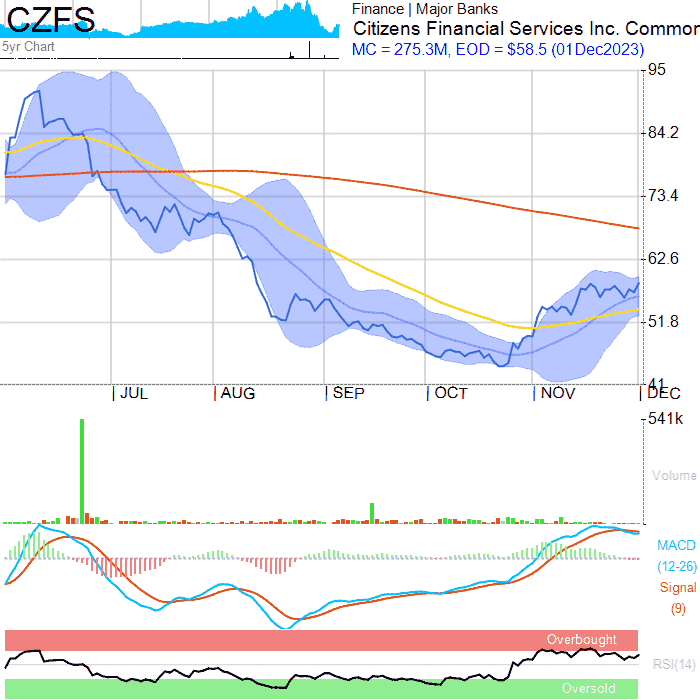 CZFS
5yr Chart
Finance | Major Banks
Citizens Financial Services Inc. Common
MC = 275.3M, EOD = $58.5 (01Dec2023)
95
84.2
73.4
62.6
51.8
41
JUL AUG SEP OCT NOV DEC
541k
Volume
MACD
(12-26)
Signal
(9)
Overbought
RSI(14)
Oversold